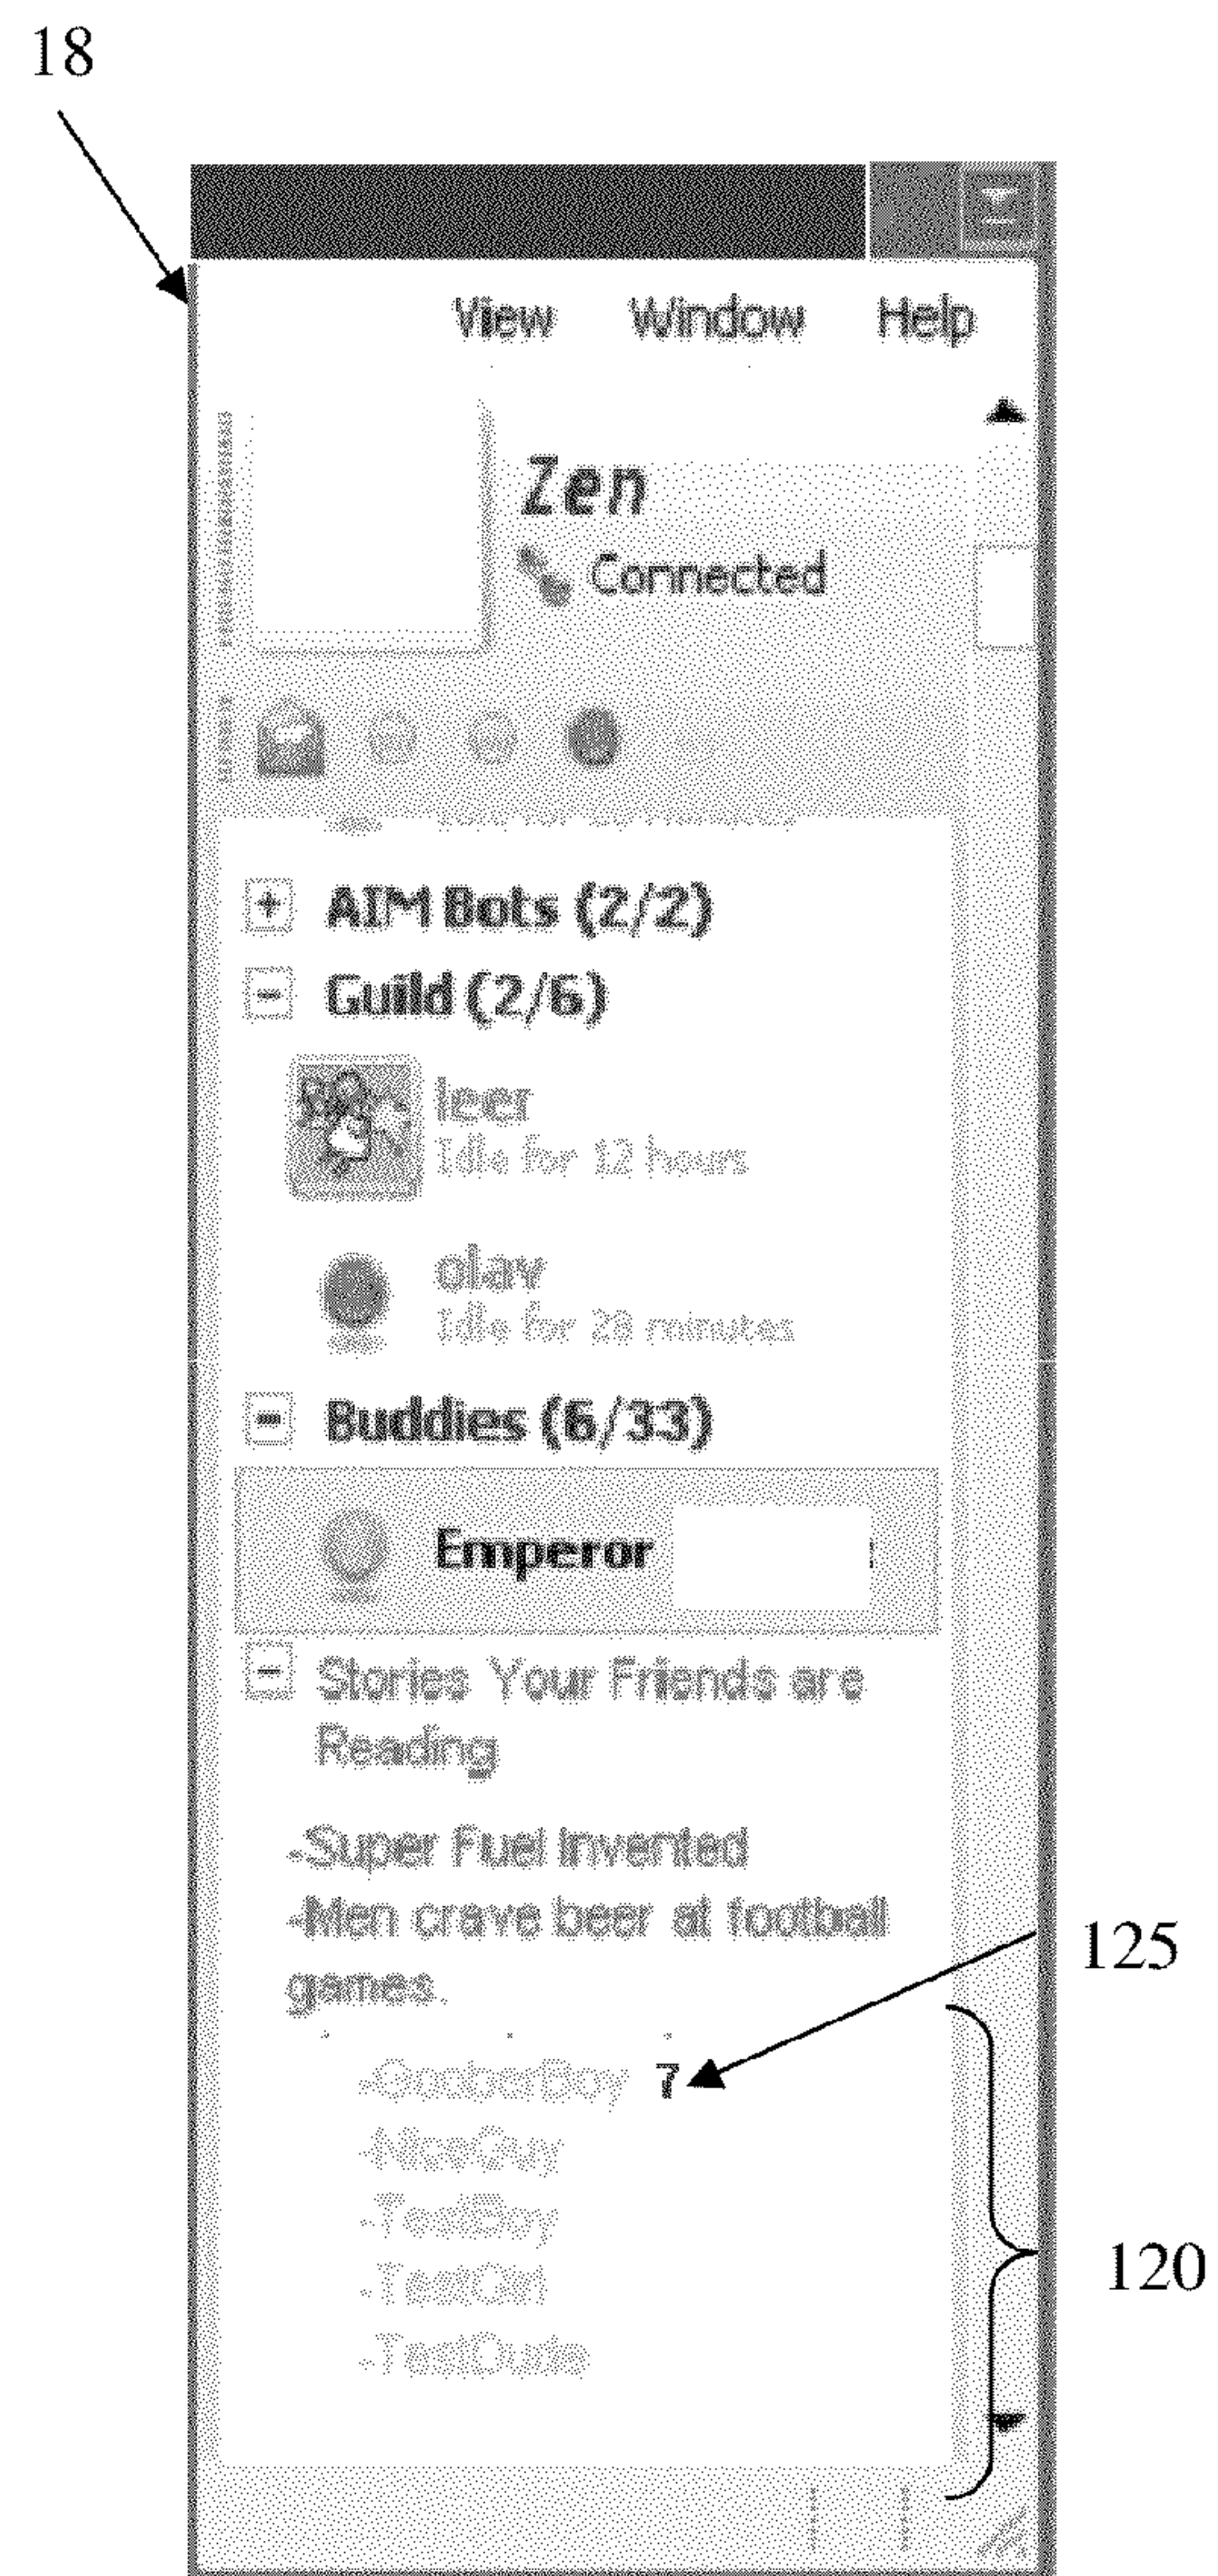 18
View Window Help
Zen
Connected
AIM Bots (2/2)
Guild (2/6)
leer
Idle for 12 hours
olav
Idle for 28 minutes
Buddies (6/33)
Emperor
Stories Your Friends are
Reading
-Super Fuel Invented
-Men crave beer at football
games.
125
-GooberBoy 7
-NiceGuy
-TestBoy
120
-TestGirl
-TestDude